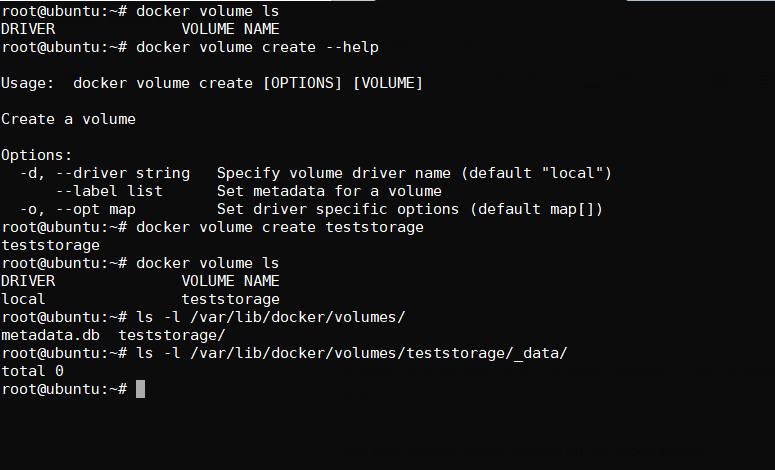 root@ubuntu:~# docker volume ls
DRIVER              VOLUME NAME
root@ubuntu:~# docker volume create --help

Usage:  docker volume create [OPTIONS] [VOLUME]

Create a volume

Options:
  -d, --driver string   Specify volume driver name (default "local")
      --label list      Set metadata for a volume
  -o, --opt map         Set driver specific options (default map[])
root@ubuntu:~# docker volume create teststorage
teststorage
root@ubuntu:~# docker volume ls
DRIVER              VOLUME NAME
local               teststorage
root@ubuntu:~# ls -l /var/lib/docker/volumes/
metadata.db  teststorage/
root@ubuntu:~# ls -l /var/lib/docker/volumes/teststorage/_data/
total 0
root@ubuntu:~#